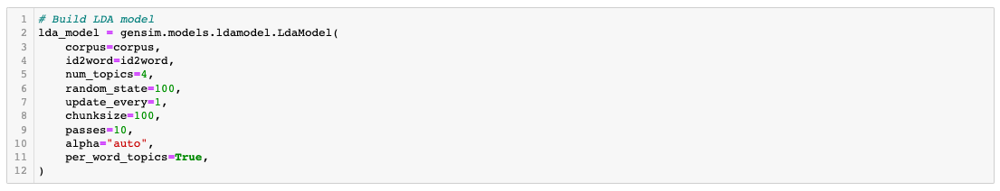 1 # Build LDA model
2 lda_model = gensim.models.ldamodel.LdaModel(
3     corpus=corpus,
4     id2word=id2word,
5     num_topics=4,
6     random_state=100,
7     update_every=1,
8     chunksize=100,
9     passes=10,
10     alpha="auto",
11     per_word_topics=True,
12 )